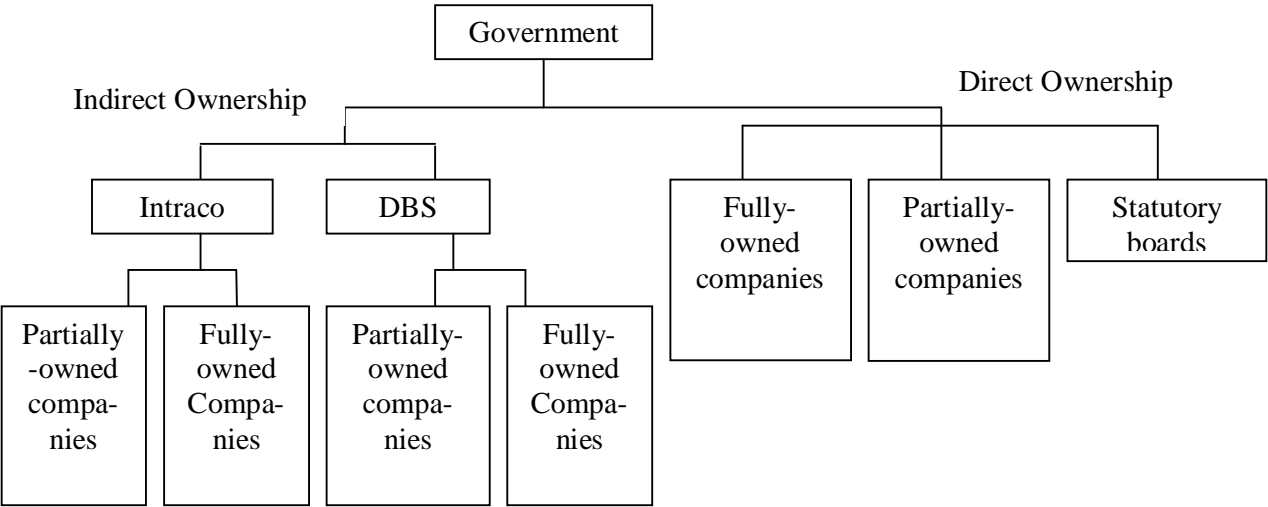 Government
Indirect Ownership
Direct Ownership
Intraco
DBS
Fully-
owned
companies
Partially-
owned
companies
Statutory
boards
Partially
-owned
compa-
nies
Fully-
owned
Compa-
nies
Partially-
owned
compa-
nies
Fully-
owned
Compa-
nies